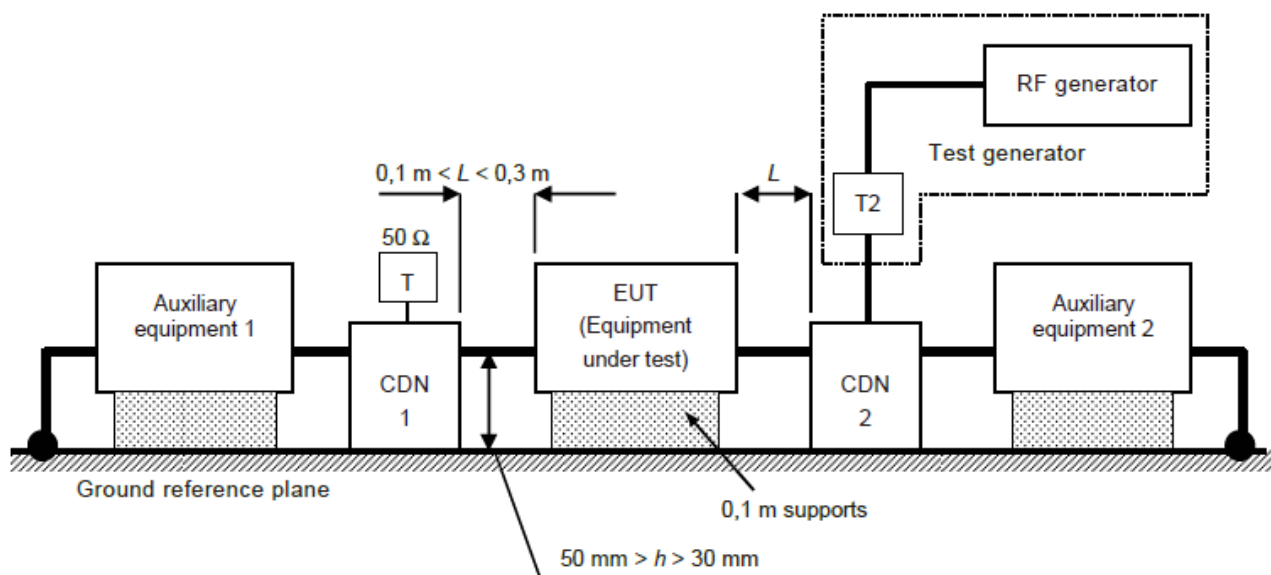 RF generator
Test generator
0,1 m < L < 0,3 m
L
T2
50 Ω
T
Auxiliary
equipment 1
EUT
(Equipment
under test)
Auxiliary
equipment 2
CDN
1
CDN
2
Ground reference plane
0,1 m supports
50 mm > h > 30 mm